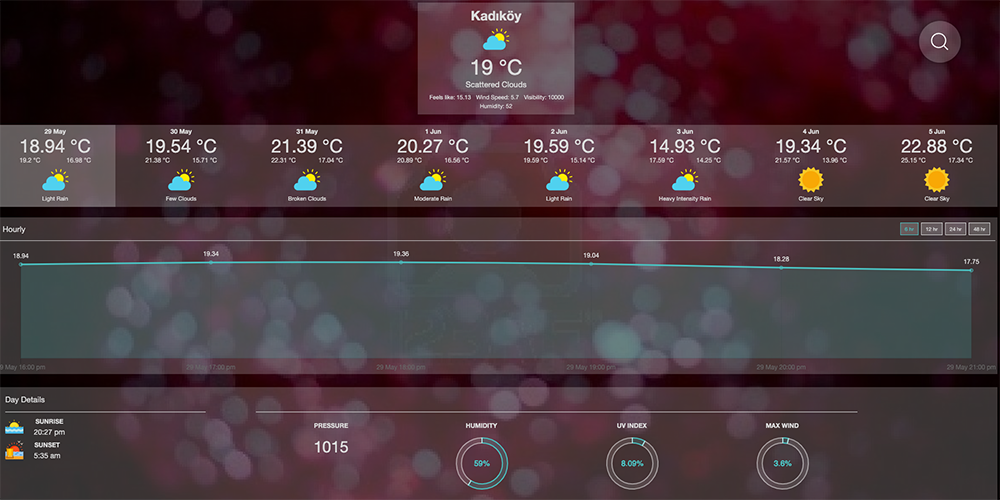 Kadıköy
19 °C
Scattered Clouds
Feels like: 15.13 Wind Speed: 5.7 Visibility: 10000
Humidity: 52
29 May 30 May 31 May 1 Jun 2 Jun 3 Jun 4 Jun 5 Jun
18.94 °C 19.54 °C 21.39 °C 20.27 °C 19.59 °C 14.93 °C 19.34 °C 22.88 °C
19.2 °C 16.98 °C 21.38 °C 15.71 °C 22.31 °C 17.04 °C 20.89 °C 16.56 °C 19.59 °C 15.14 °C 17.59 °C 14.25 °C 21.57 °C 13.96 °C 25.15 °C 17.34 °C
Light Rain Few Clouds Broken Clouds Moderate Rain Light Rain Heavy Intensity Rain Clear Sky Clear Sky
Hourly 6 hr 12 hr 24 hr 48 hr
18.94 19.34 19.36 19.04 18.28 17.75
9 May 16:00 pm 29 May 17:00 pm 29 May 18:00 pm 29 May 19:00 pm 29 May 20:00 pm 29 May 21:00 pm
Day Details
SUNRISE
20:27 pm
SUNSET
5:35 am
PRESSURE HUMIDITY UV INDEX MAX WIND
1015 59% 8.09% 3.6%